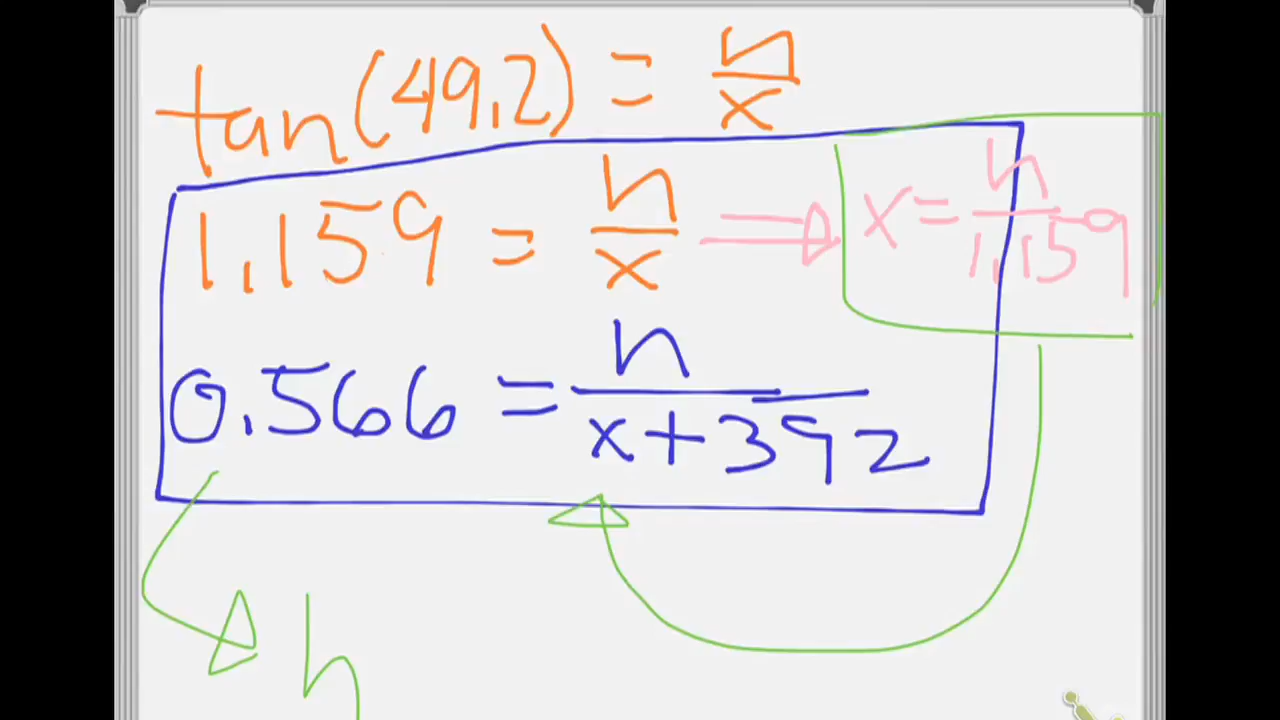 tan(49.2) = h/x
1.159 = h/x ⇒ x = h/1.159
0.566 = h/x+392
h